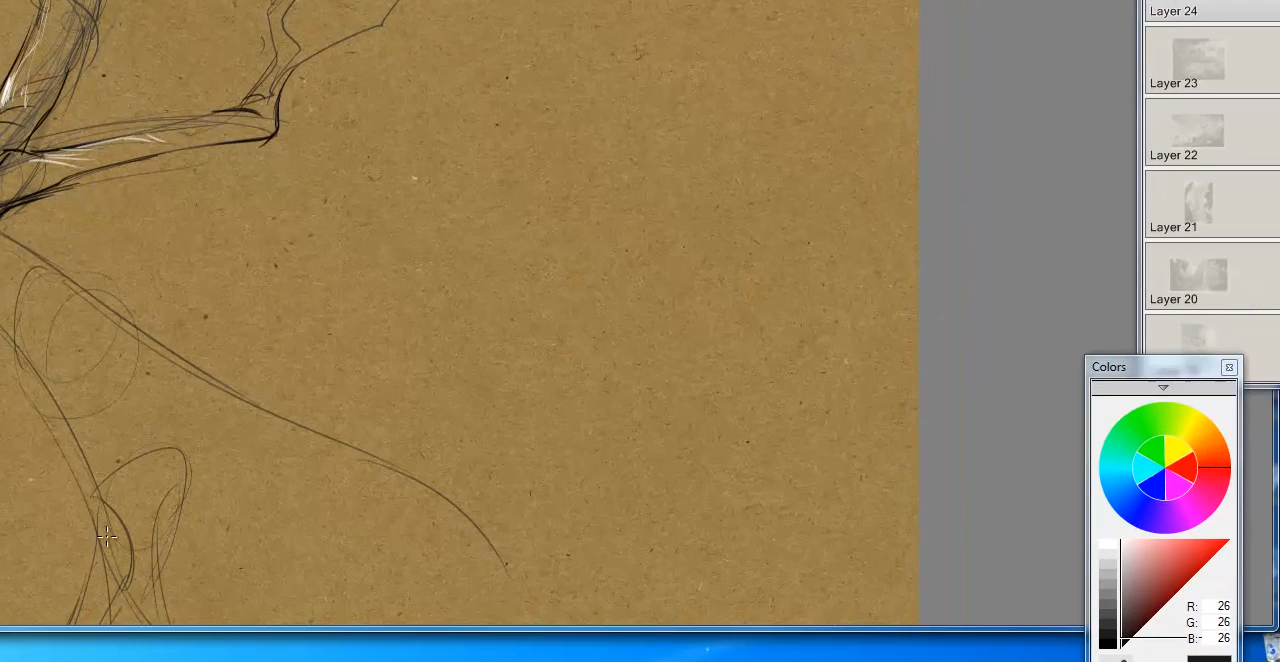 Layer 24
Layer 23
Layer 22
Layer 21
Layer 20
Colors
R: 26
G: 26
B: 26